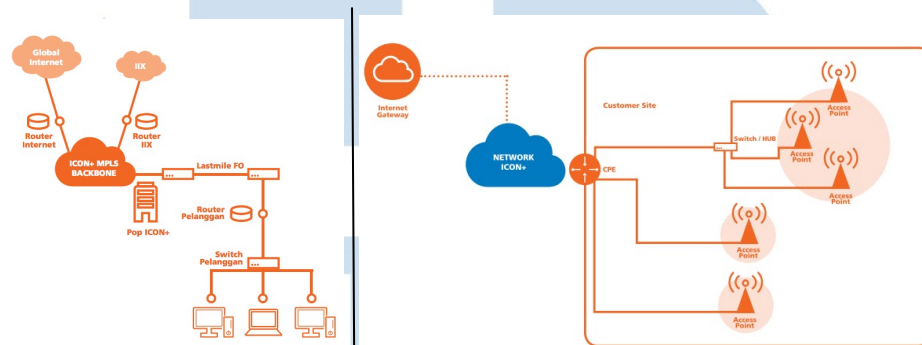 Global
Internet
IIX
Router
Internet
Router
IIX
ICON+ MPLS
BACKBONE
Lastmile FO
Pop ICON+
Router
Pelanggan
Switch
Pelanggan
Internet
Gateway
NETWORK
ICON+
Customer Site
CPE
Switch / HUB
Access
Point
Access
Point
Access
Point
Access
Point
Access
Point